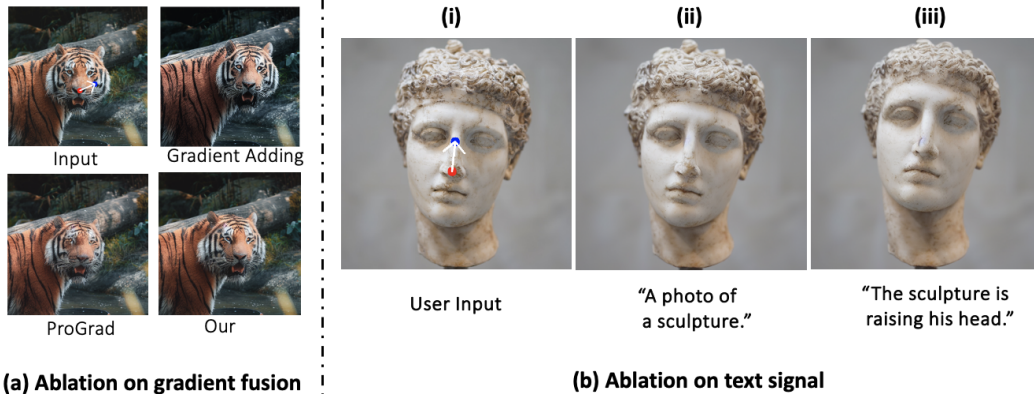 Input
Gradient Adding
ProGrad
Our
(a) Ablation on gradient fusion
(i)
(ii)
(iii)
User Input
“A photo of
a sculpture.”
“The sculpture is
raising his head.”
(b) Ablation on text signal